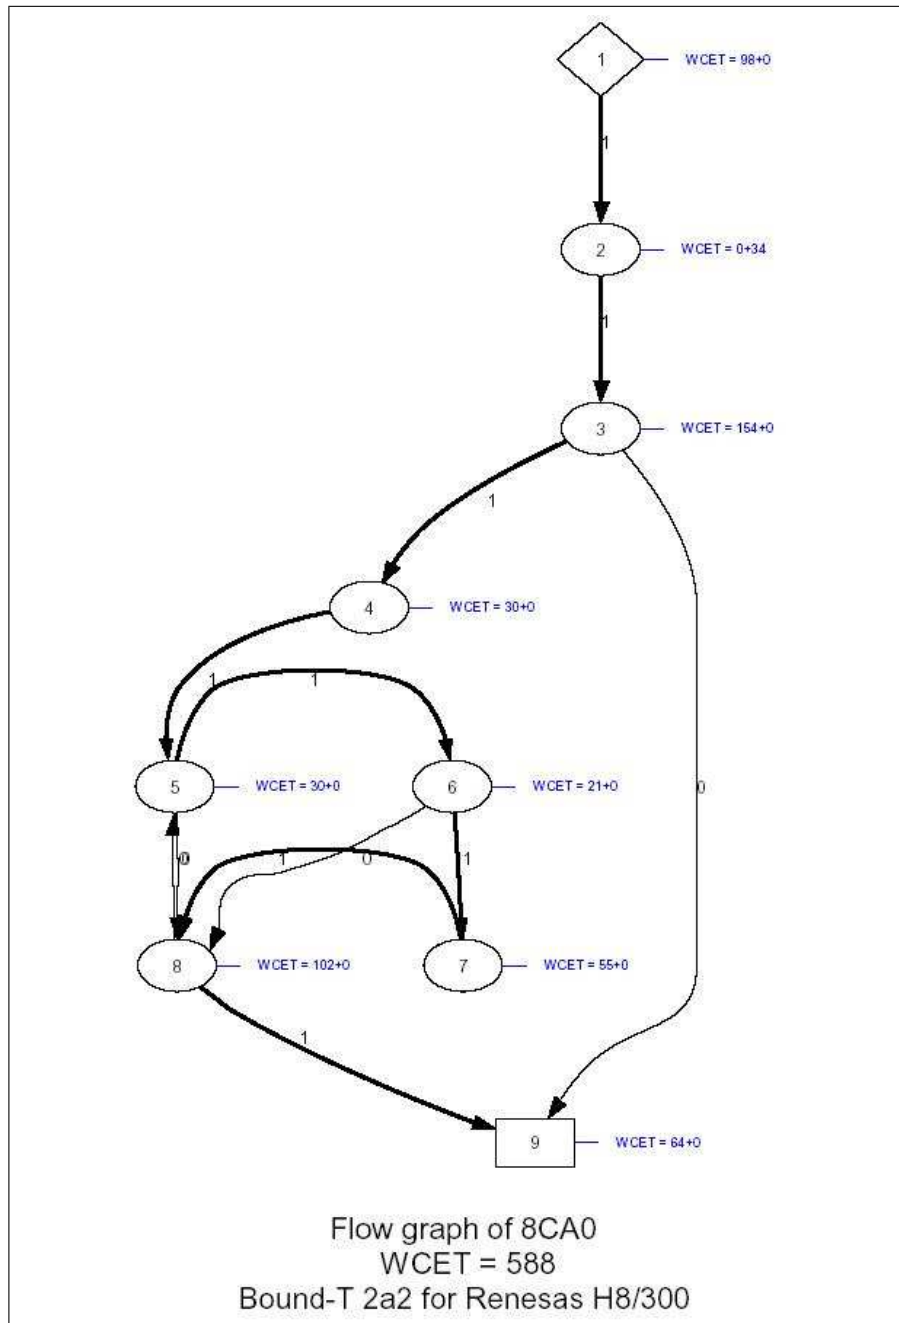 1
WCET = 98+0
1
2
WCET = 0+34
1
3
WCET = 154+0
1
4
WCET = 30+0
1
1
5
WCET = 30+0
6
WCET = 21+0
0
0
1
0
1
8
WCET = 102+0
7
WCET = 55+0
1
9
WCET = 64+0
Flow graph of 8CA0
WCET = 588
Bound-T 2a2 for Renesas H8/300